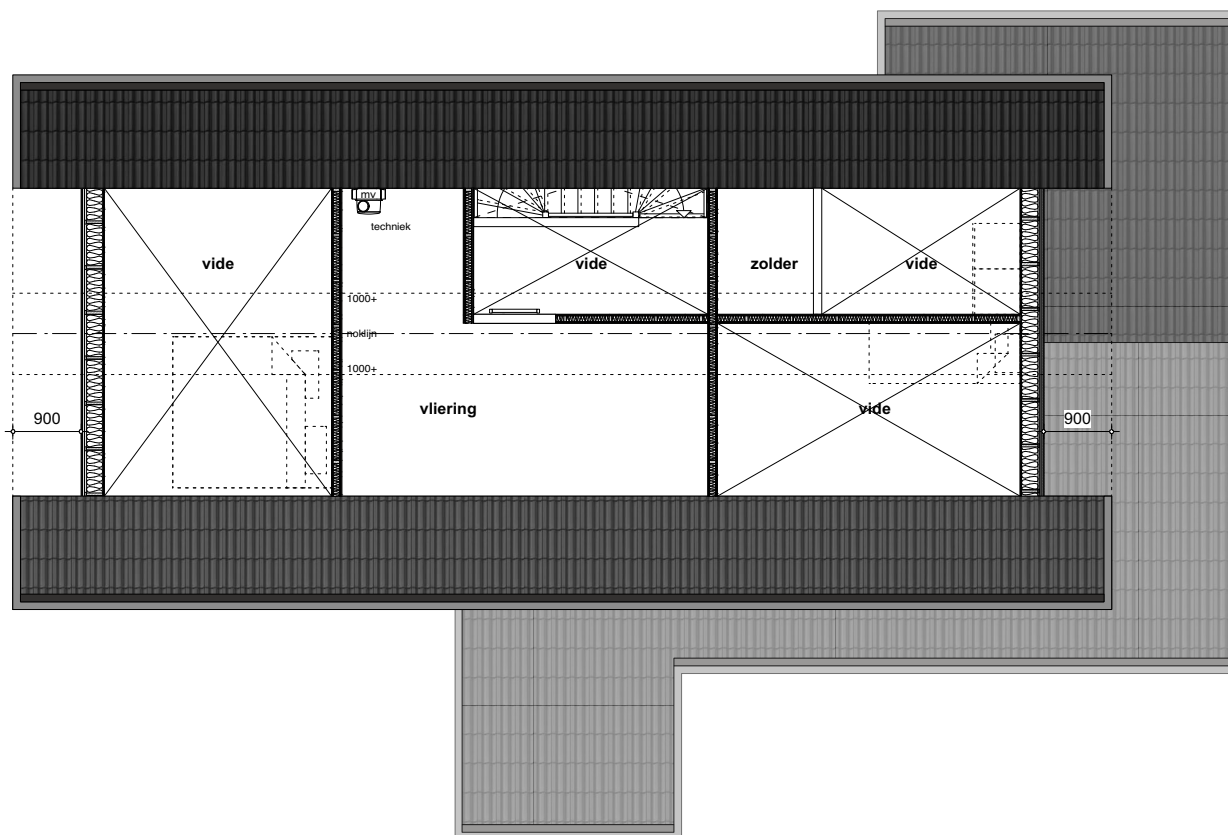 mv
techniek
vide
vide
zolder
vide
1000+
noklijn
1000+
vliering
vide
900
900